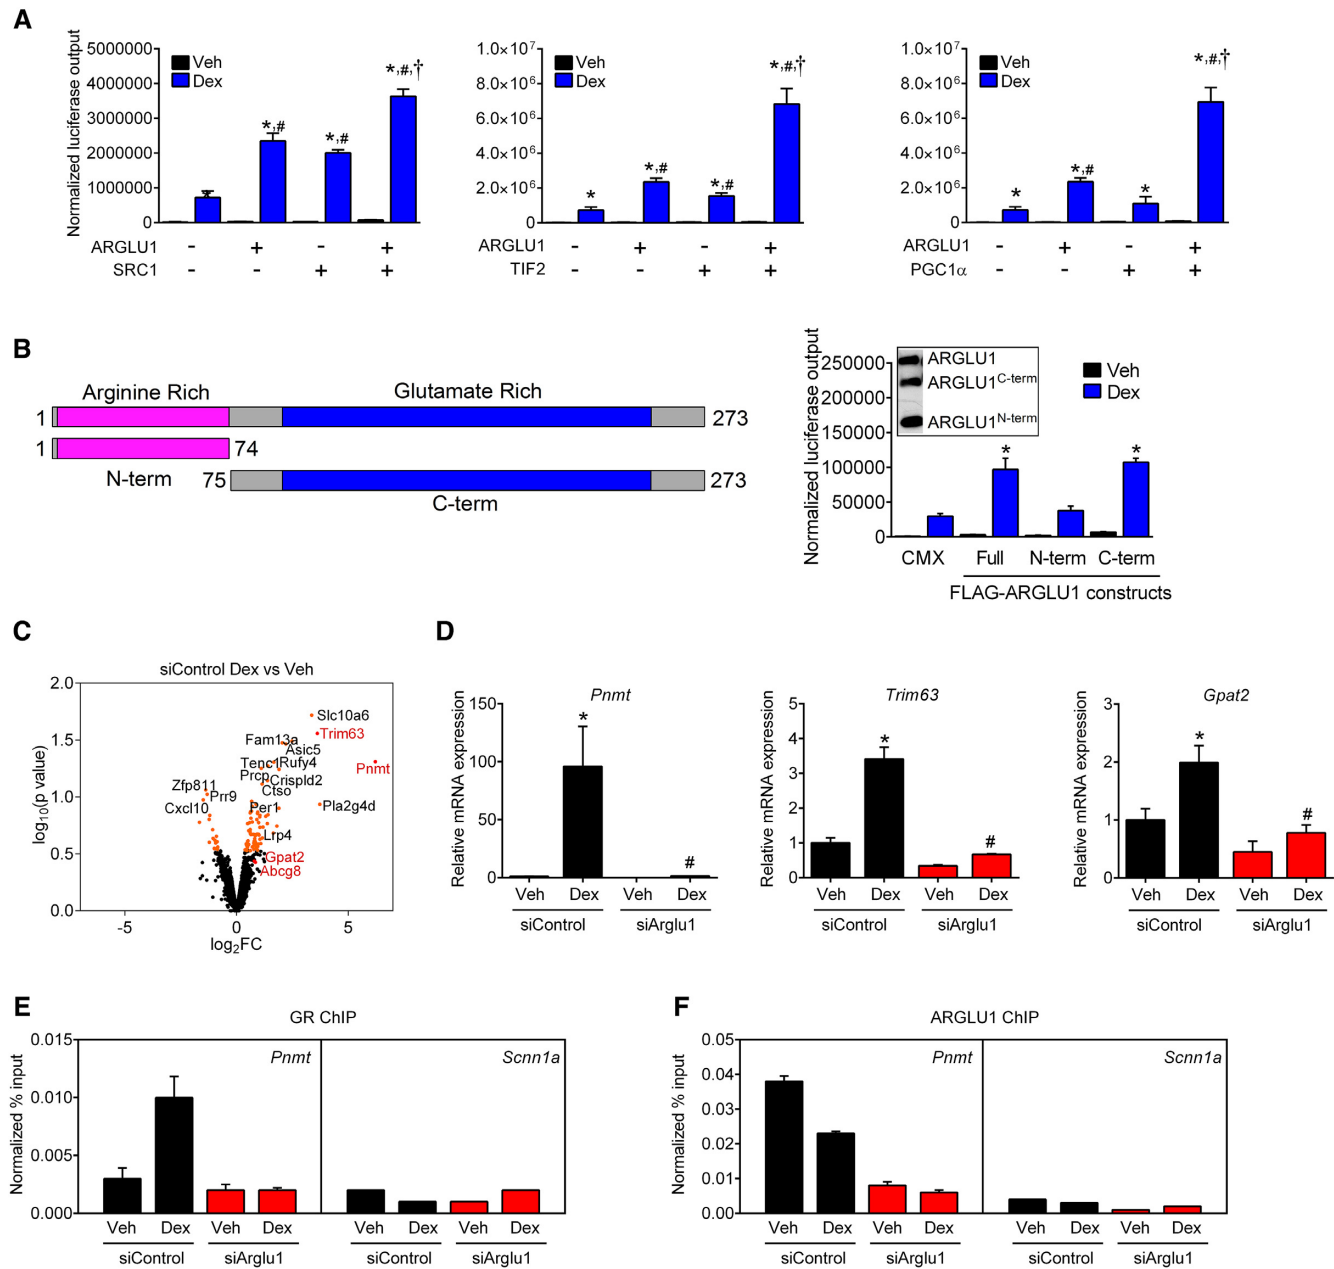 A
Normalized luciferase output
5000000
4000000
3000000
2000000
1000000
0
Veh
Dex
*
*,#
*,#
*,#,†
ARGLU1 - + - +
SRC1 - - + +
1.0×10⁷
8.0×10⁶
6.0×10⁶
4.0×10⁶
2.0×10⁶
0
Veh
Dex
*
*,#
*,#
*,#,†
ARGLU1 - + - +
TIF2 - - + +
1.0×10⁷
8.0×10⁶
6.0×10⁶
4.0×10⁶
2.0×10⁶
0
Veh
Dex
*
*,#
*
*,#,†
ARGLU1 - + - +
PGC1α - - + +
B
Arginine Rich
Glutamate Rich
1
273
1
74
N-term
75
273
C-term
Normalized luciferase output
250000
200000
150000
100000
50000
0
ARGLU1
ARGLU1C-term
ARGLU1N-term
Veh
Dex
*
*
CMX Full N-term C-term
FLAG-ARGLU1 constructs
C
siControl Dex vs Veh
log10(p value)
2.0
1.5
1.0
0.5
0.0
Slc10a6
Trim63
Fam13a
Asic5
Tenc1
Rufy4
Pnmt
Prcp
Crispld2
Zfp811
Ctso
Prr9
Cxcl10
Per1
Pla2g4d
Lrp4
Gpat2
Abcg8
-5 0 5
log2FC
D
Relative mRNA expression
Pnmt
150
100
50
0
*
#
Veh Dex Veh Dex
siControl siArglu1
Relative mRNA expression
Trim63
5
4
3
2
1
0
*
#
Veh Dex Veh Dex
siControl siArglu1
Relative mRNA expression
Gpat2
3
2
1
0
*
#
Veh Dex Veh Dex
siControl siArglu1
E
GR ChIP
Normalized % input
0.015
0.010
0.005
0.000
Pnmt
Scnn1a
Veh Dex Veh Dex Veh Dex Veh Dex
siControl siArglu1 siControl siArglu1
F
ARGLU1 ChIP
Normalized % input
0.05
0.04
0.03
0.02
0.01
0.00
Pnmt
Scnn1a
Veh Dex Veh Dex Veh Dex Veh Dex
siControl siArglu1 siControl siArglu1